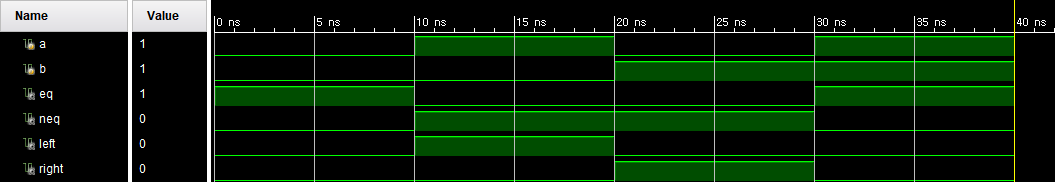 Name Value 0 ns 5 ns 10 ns 15 ns 20 ns 25 ns 30 ns 35 ns 40 ns
a 1
b 1
eq 1
neq 0
left 0
right 0